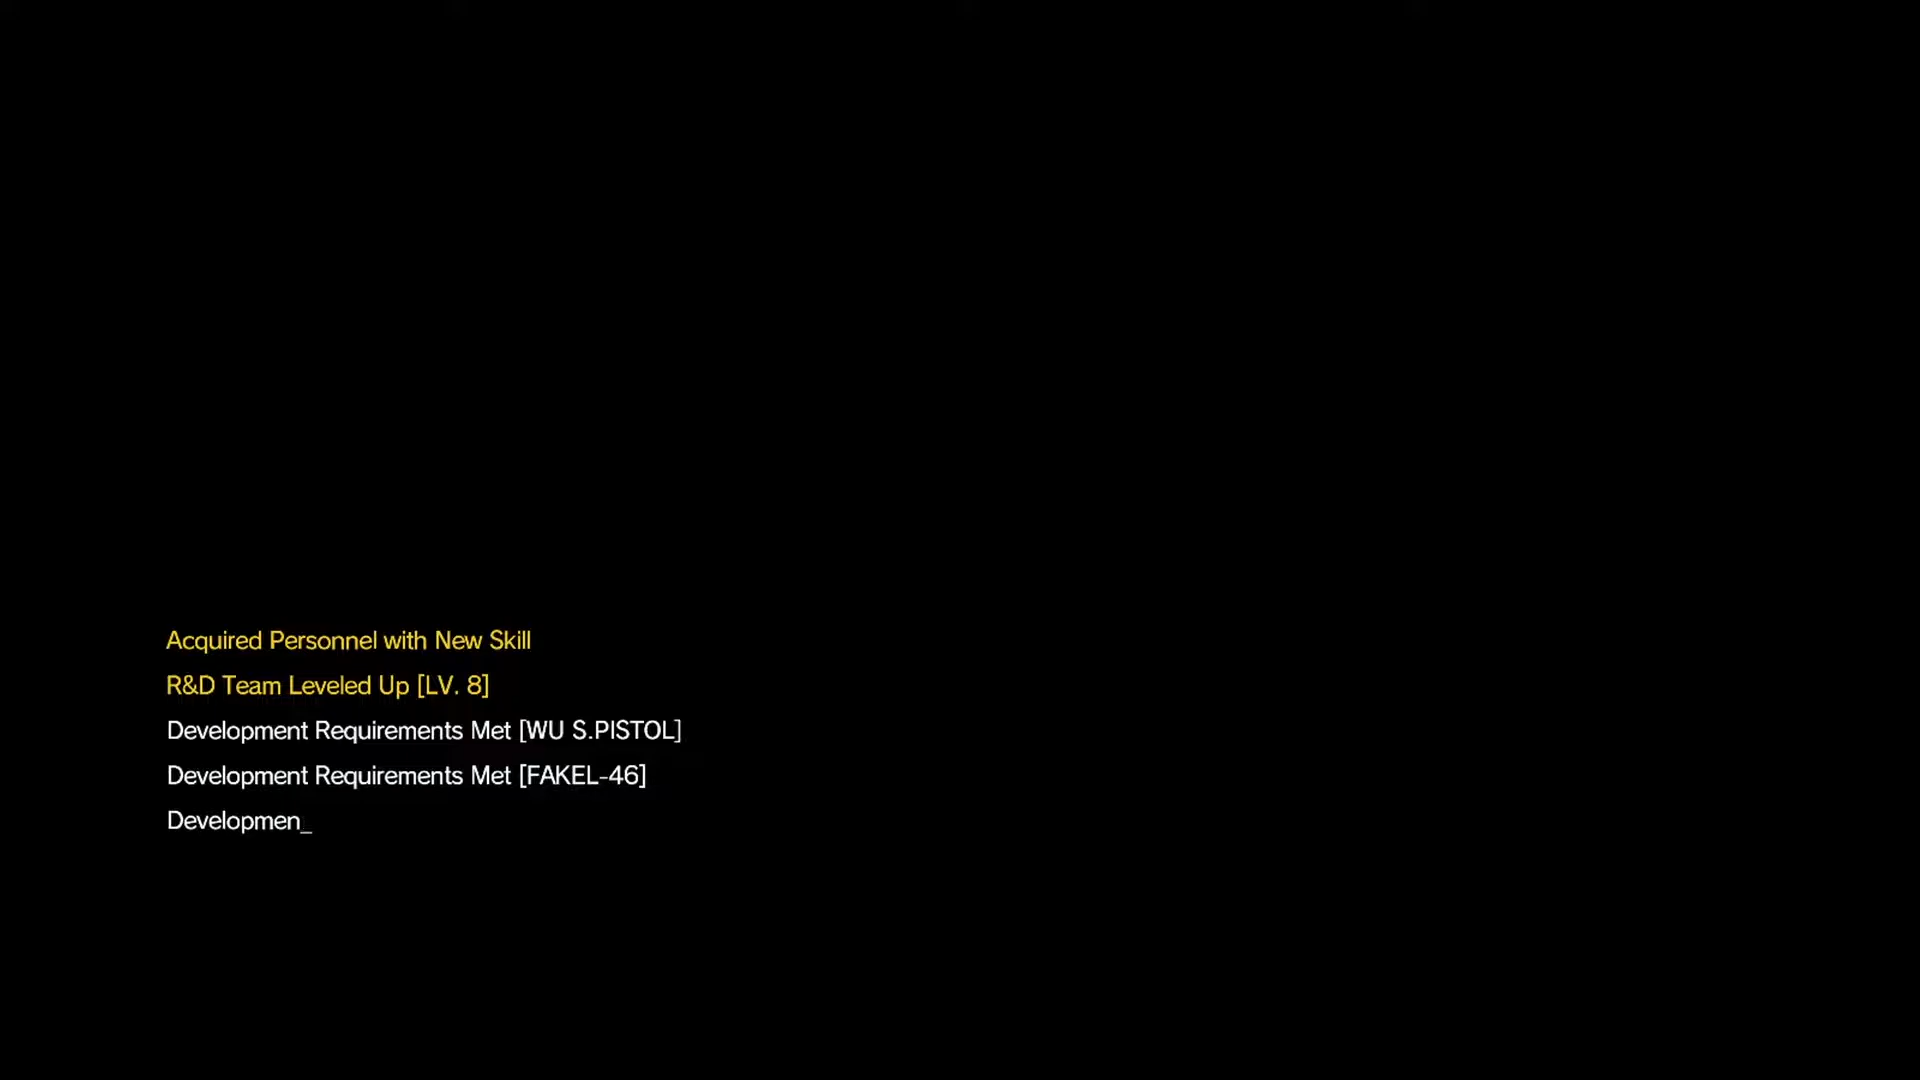 Acquired Personnel with New Skill
R&D Team Leveled Up [LV. 8]
Development Requirements Met [WU S.PISTOL]
Development Requirements Met [FAKEL-46]
Developmen_